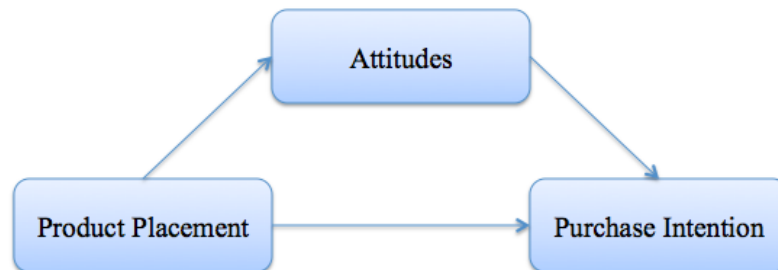 Attitudes
Product Placement
Purchase Intention